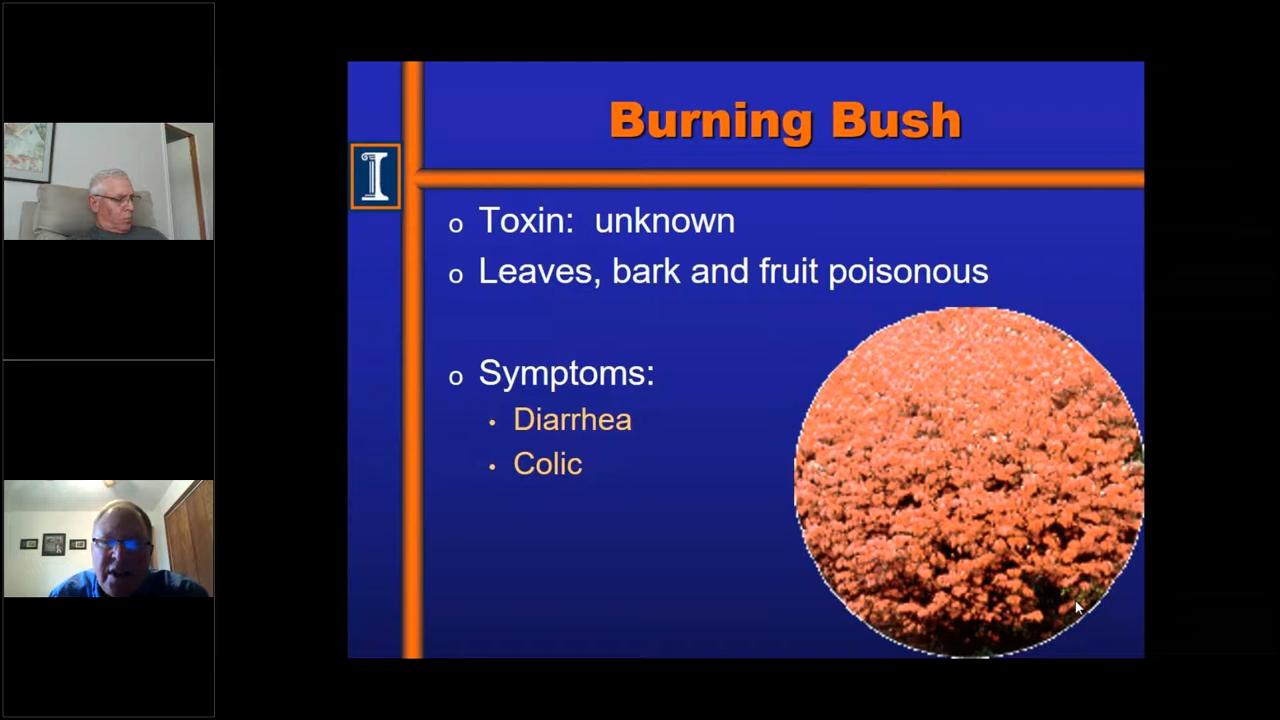 Burning Bush
I
o Toxin: unknown
o Leaves, bark and fruit poisonous
o Symptoms:
• Diarrhea
• Colic